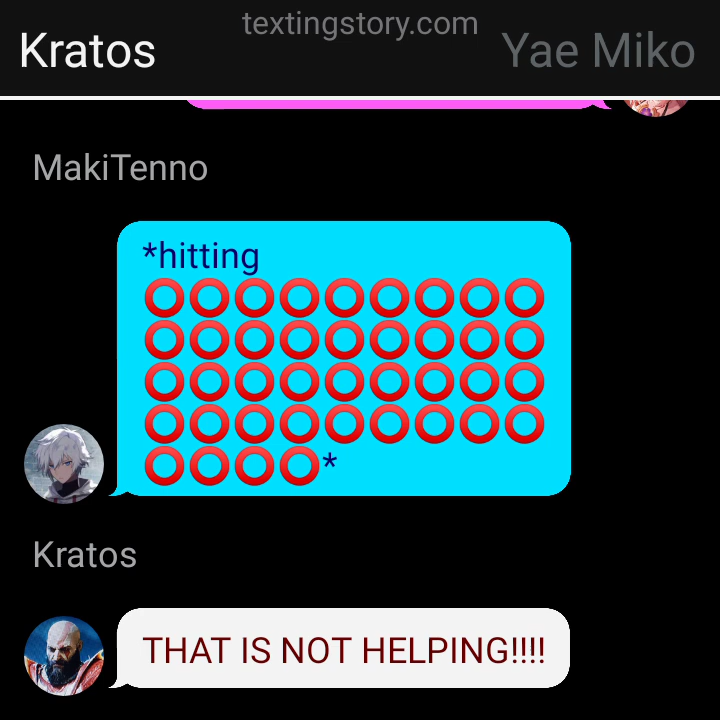 textingstory.com
Kratos Yae Miko
MakiTenno
*hitting
⭕⭕⭕⭕⭕⭕⭕⭕⭕
⭕⭕⭕⭕⭕⭕⭕⭕⭕
⭕⭕⭕⭕⭕⭕⭕⭕⭕
⭕⭕⭕⭕⭕⭕⭕⭕⭕
⭕⭕⭕⭕*
Kratos
THAT IS NOT HELPING!!!!